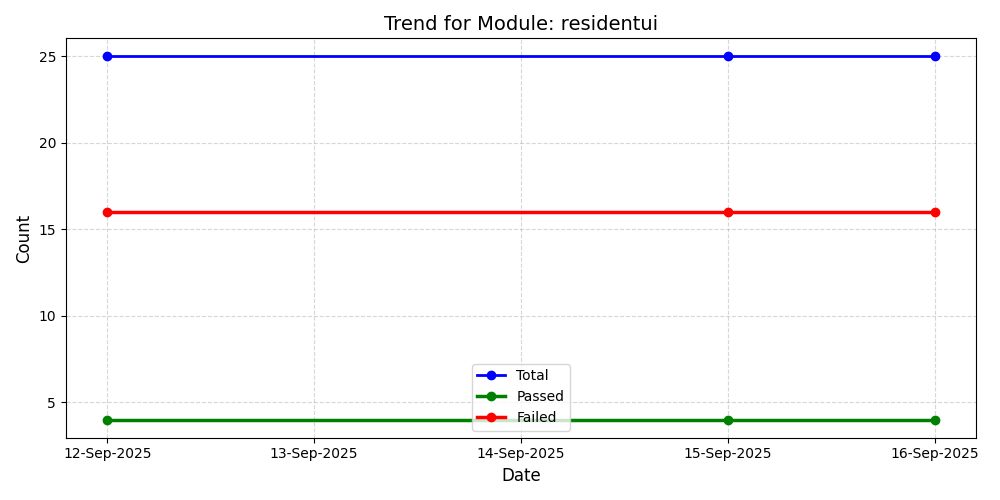 Trend for Module: residentui
Count
25
20
15
10
5
Total
Passed
Failed
12-Sep-2025
13-Sep-2025
14-Sep-2025
15-Sep-2025
16-Sep-2025
Date